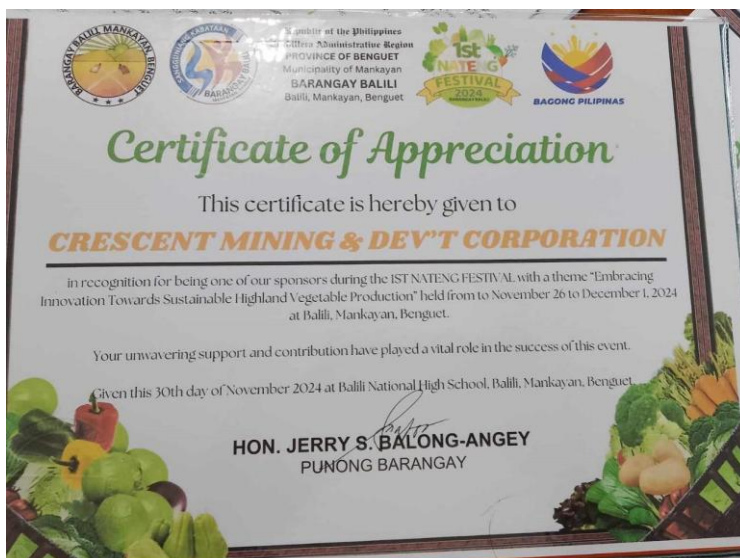 BARANGAY BALILI, MANKAYAN, BENGUET
SANGGUNIANG KABATAAN
BARANGAY BALILI
Republic of the Philippines
Cordillera Administrative Region
PROVINCE OF BENGUET
Municipality of Mankayan
BARANGAY BALILI
Balili, Mankayan, Benguet
1st
NATENG
FESTIVAL
2024
BARANGAY BALILI
BAGONG PILIPINAS
Certificate of Appreciation
This certificate is hereby given to
CRESCENT MINING & DEV'T CORPORATION
in recognition for being one of our sponsors during the 1ST NATENG FESTIVAL with a theme "Embracing
Innovation Towards Sustainable Highland Vegetable Production" held from to November 26 to December 1, 2024
at Balili, Mankayan, Benguet.
Your unwavering support and contribution have played a vital role in the success of this event.
Given this 30th day of November 2024 at Balili National High School, Balili, Mankayan, Benguet.
HON. JERRY S. BALONG-ANGEY
PUNONG BARANGAY